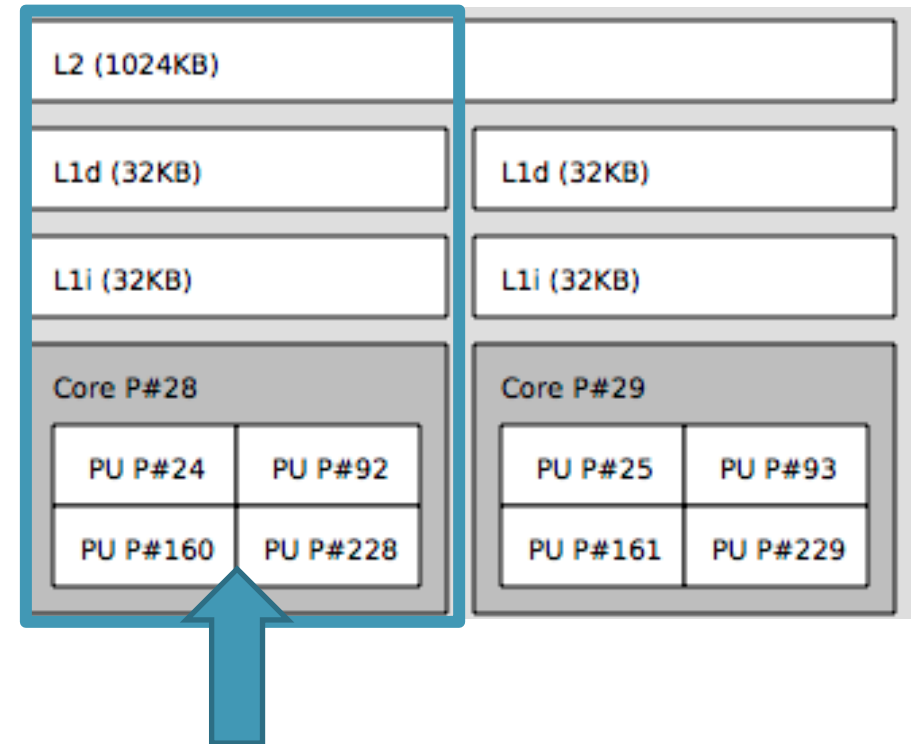 L2 (1024KB)
L1d (32KB) L1d (32KB)
L1i (32KB) L1i (32KB)
Core P#28 Core P#29
PU P#24 PU P#92 PU P#25 PU P#93
PU P#160 PU P#228 PU P#161 PU P#229